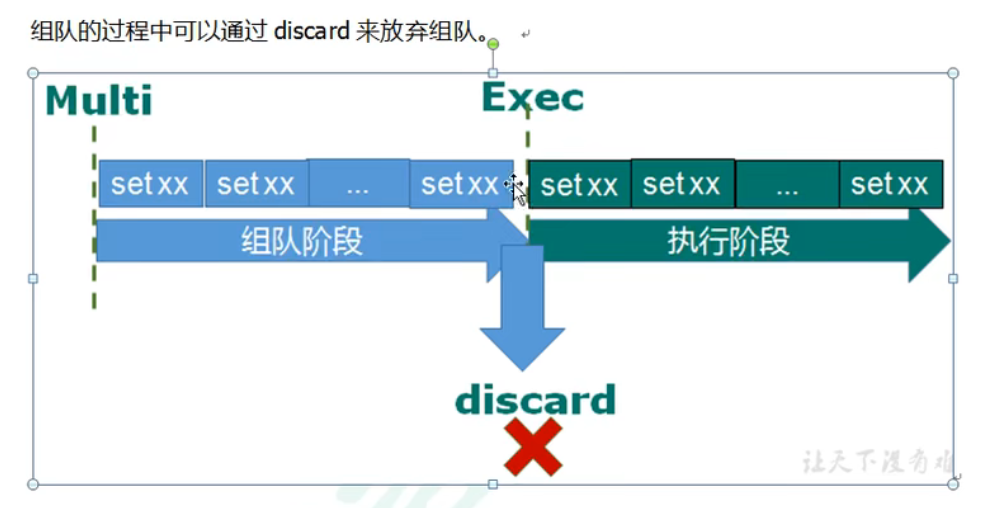 组队的过程中可以通过 discard 来放弃组队。
Multi
Exec
set xx set xx ... set xx set xx set xx ... set xx
组队阶段 执行阶段
discard
让天下没有难